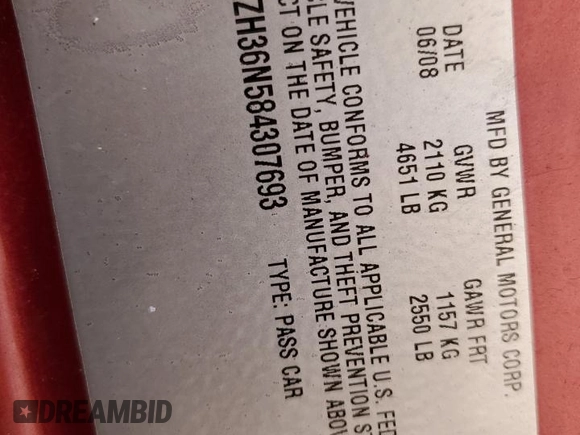 MFD BY GENERAL MOTORS CORP.
DATE GVWR GAWR FRT
06/08 2110 KG 1157 KG
4651 LB 2550 LB
VEHICLE CONFORMS TO ALL APPLICABLE U.S. FED
LE SAFETY, BUMPER, AND THEFT PREVENTION S
CT ON THE DATE OF MANUFACTURE SHOWN ABOV
ZH36N584307693 TYPE: PASS CAR
DREAMBID